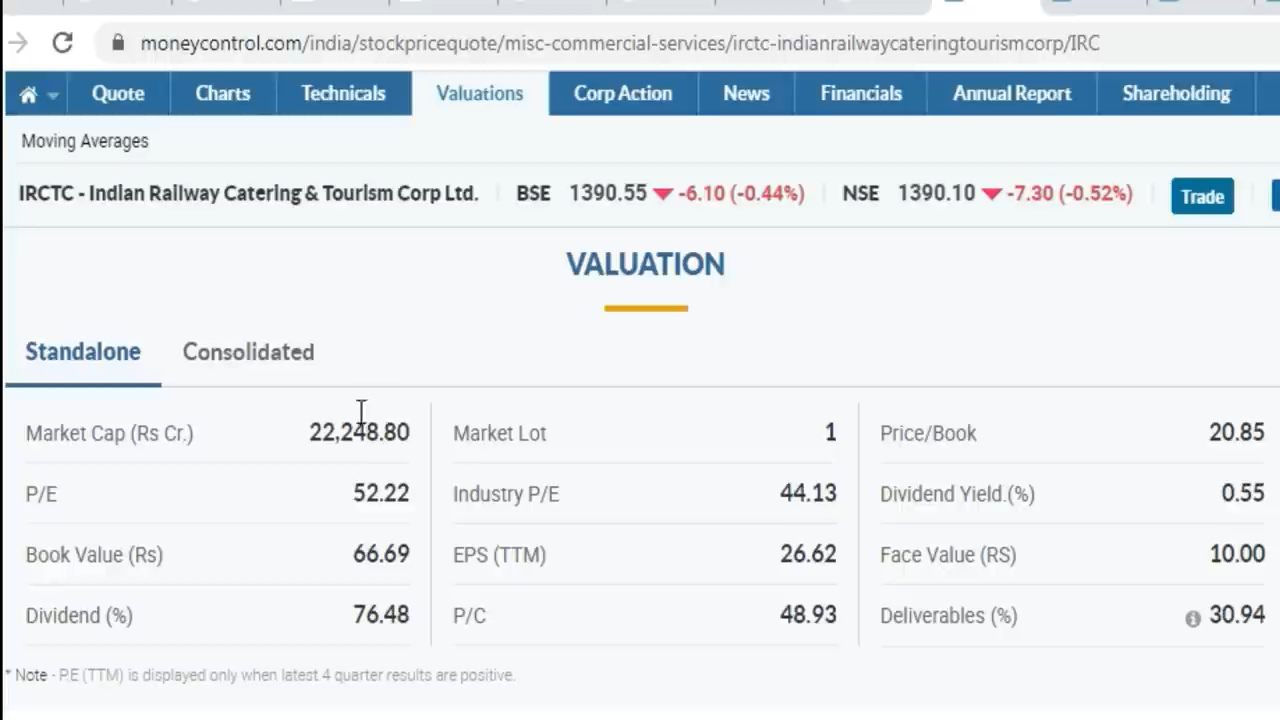 moneycontrol.com/india/stockpricequote/misc-commercial-services/irctc-indianrailwaycateringtourismcorp/IRC
Quote Charts Technicals Valuations Corp Action News Financials Annual Report Shareholding
Moving Averages
IRCTC - Indian Railway Catering & Tourism Corp Ltd. BSE 1390.55 -6.10 (-0.44%) NSE 1390.10 -7.30 (-0.52%) Trade
VALUATION
Standalone Consolidated
Market Cap (Rs Cr.) 22,248.80 Market Lot 1 Price/Book 20.85
P/E 52.22 Industry P/E 44.13 Dividend Yield.(%) 0.55
Book Value (Rs) 66.69 EPS (TTM) 26.62 Face Value (RS) 10.00
Dividend (%) 76.48 P/C 48.93 Deliverables (%) 30.94
* Note - P.E (TTM) is displayed only when latest 4 quarter results are positive.